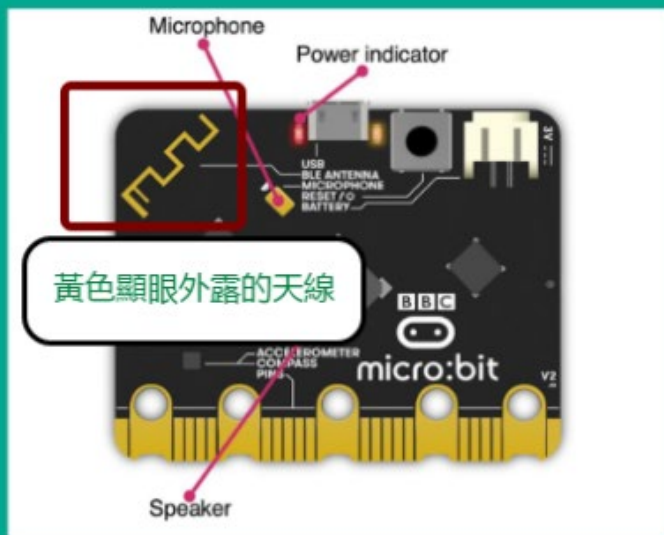 Microphone
Power indicator
3V
USB
BLE ANTENNA
MICROPHONE
RESET/
BATTERY
黃色顯眼外露的天線
BBC
micro:bit
ACCELEROMETER
COMPASS
PINS
V2
Speaker